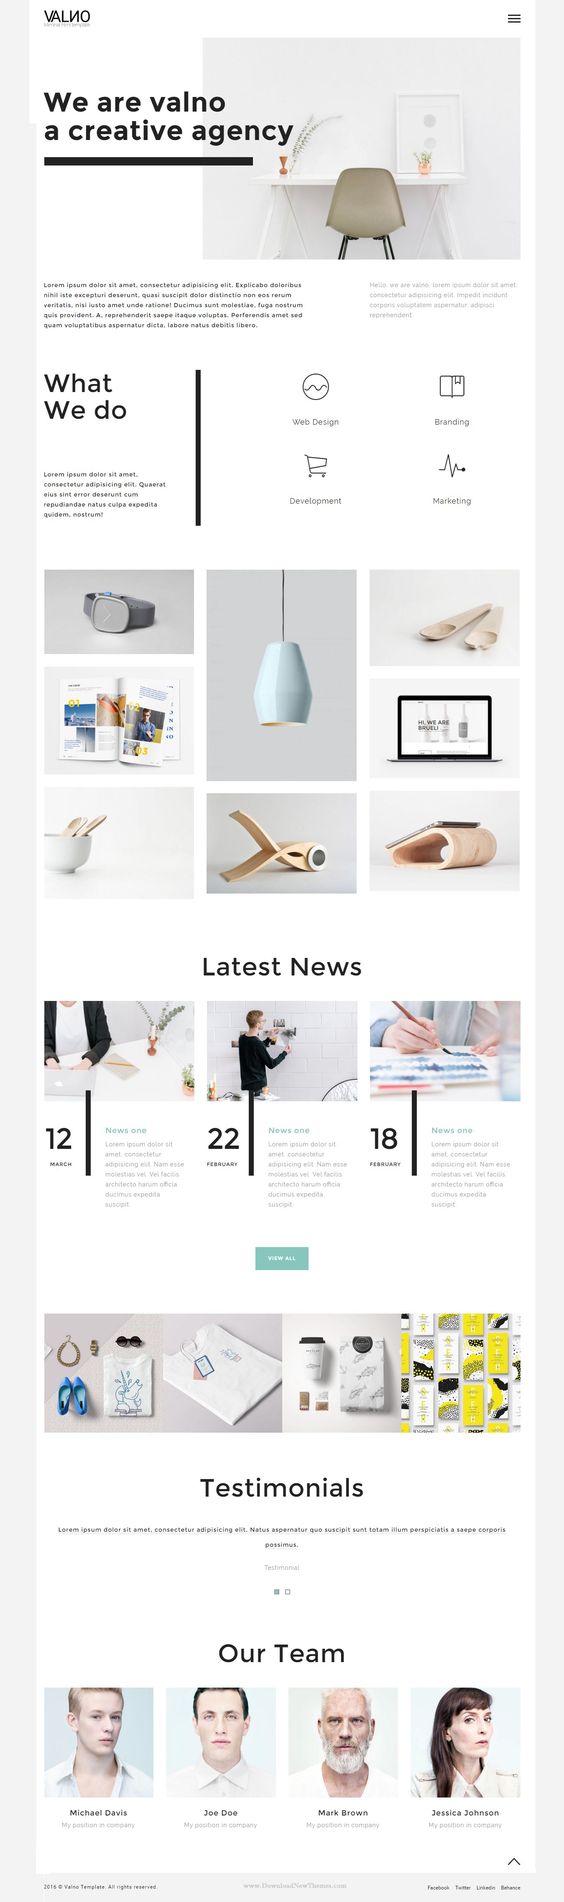 VALNO
We are valno
a creative agency
Lorem ipsum dolor sit amet, consectetur adipisicing elit. Explicabo doloribus
nihil iste excepturi deserunt, quasi suscipit dolor distinctio non eos rerum
veritatis, nisi iusto amet unde ratione! Ducimus sunt molestiae, fuga nostrum
quis provident. A, reprehenderit saepe itaque voluptas. Perferendis amet sed
quam voluptatibus aspernatur dicta, labore natus debitis libero.
Hello, we are valno. lorem ipsum dolor sit amet,
consectetur adipisicing elit. Impedit incidunt
corporis voluptatem aspernatur, adipisci
reprehenderit.
What
We do
Lorem ipsum dolor sit amet,
consectetur adipisicing elit. Quaerat
eius sint error deserunt cum
repudiandae natus culpa expedita
quidem, nostrum!
Web Design
Branding
Development
Marketing
01
02
03
HI, WE ARE
BRUELI
Latest News
12
MARCH
News one
Lorem ipsum dolor sit
amet, consectetur
adipisicing elit. Nam esse
molestias vel. Vel facilis
architecto harum officia
ducimus expedita
suscipit.
22
FEBRUARY
News one
Lorem ipsum dolor sit
amet, consectetur
adipisicing elit. Nam esse
molestias vel. Vel facilis
architecto harum officia
ducimus expedita
suscipit.
18
FEBRUARY
News one
Lorem ipsum dolor sit
amet, consectetur
adipisicing elit. Nam esse
molestias vel. Vel facilis
architecto harum officia
ducimus expedita
suscipit.
VIEW ALL
Testimonials
Lorem ipsum dolor sit amet, consectetur adipisicing elit. Natus aspernatur quo suscipit sunt totam illum perspiciatis a saepe corporis
possimus.
Testimonial
Our Team
Michael Davis
My position in company
Joe Doe
My position in company
Mark Brown
My position in company
Jessica Johnson
My position in company
2016 © Valno Template. All rights reserved.
www.DownloadNewThemes.com
Facebook Twitter Linkedin Behance